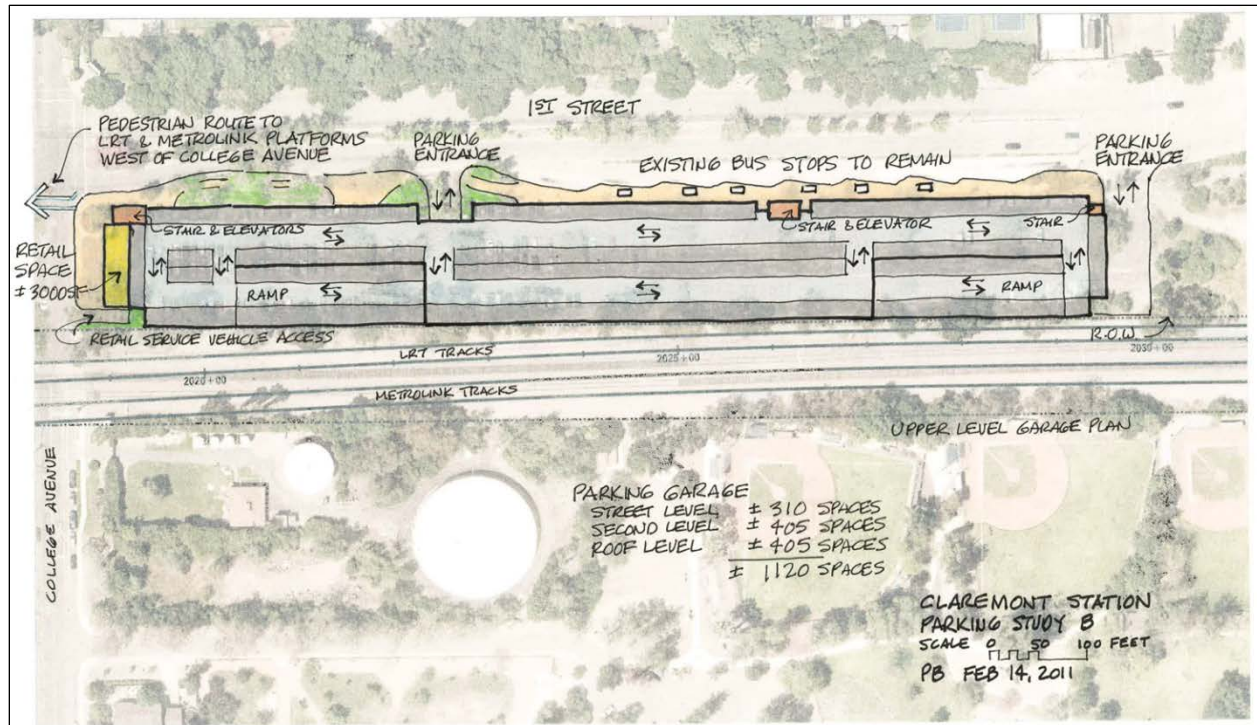 1ST STREET
PEDESTRIAN ROUTE TO
LRT & METROLINK PLATFORMS
WEST OF COLLEGE AVENUE
PARKING
ENTRANCE
EXISTING BUS STOPS TO REMAIN
PARKING
ENTRANCE
STAIR & ELEVATORS
STAIR & ELEVATOR
STAIR
RETAIL
SPACE
± 3000SF
RAMP
RAMP
RETAIL SERVICE VEHICLE ACCESS
R.O.W.
LRT TRACKS
2020+00
2025+00
2030+00
METROLINK TRACKS
UPPER LEVEL GARAGE PLAN
COLLEGE AVENUE
PARKING GARAGE
STREET LEVEL ± 310 SPACES
SECOND LEVEL ± 405 SPACES
ROOF LEVEL ± 405 SPACES
± 1120 SPACES
CLAREMONT STATION
PARKING STUDY B
SCALE 0 50 100 FEET
PB FEB 14, 2011